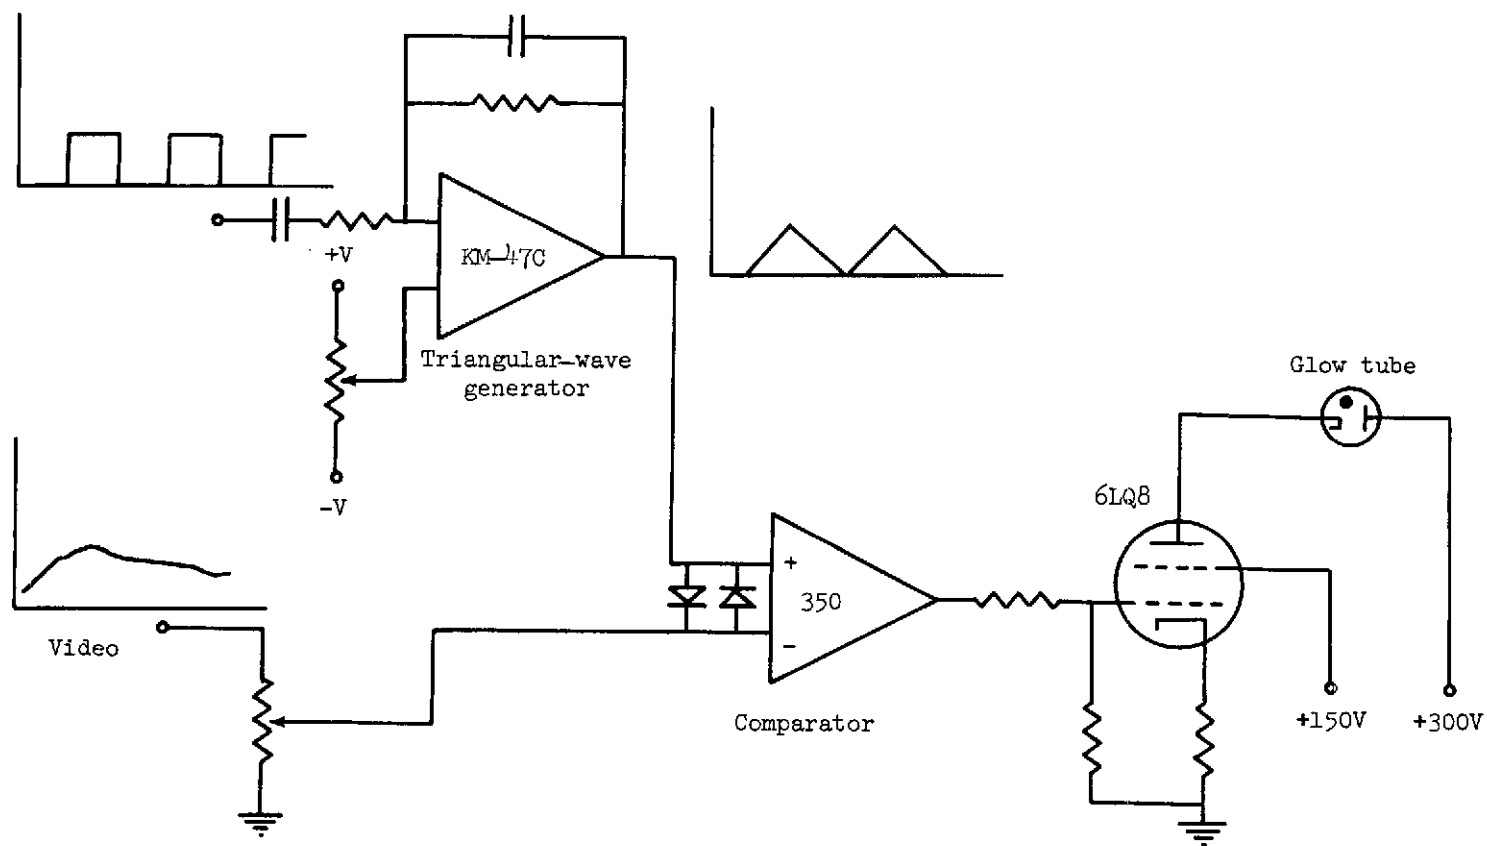 +V
KM-47C
Triangular-wave
generator
-V
Glow tube
6LQ8
+
350
-
Video
Comparator
+150V
+300V